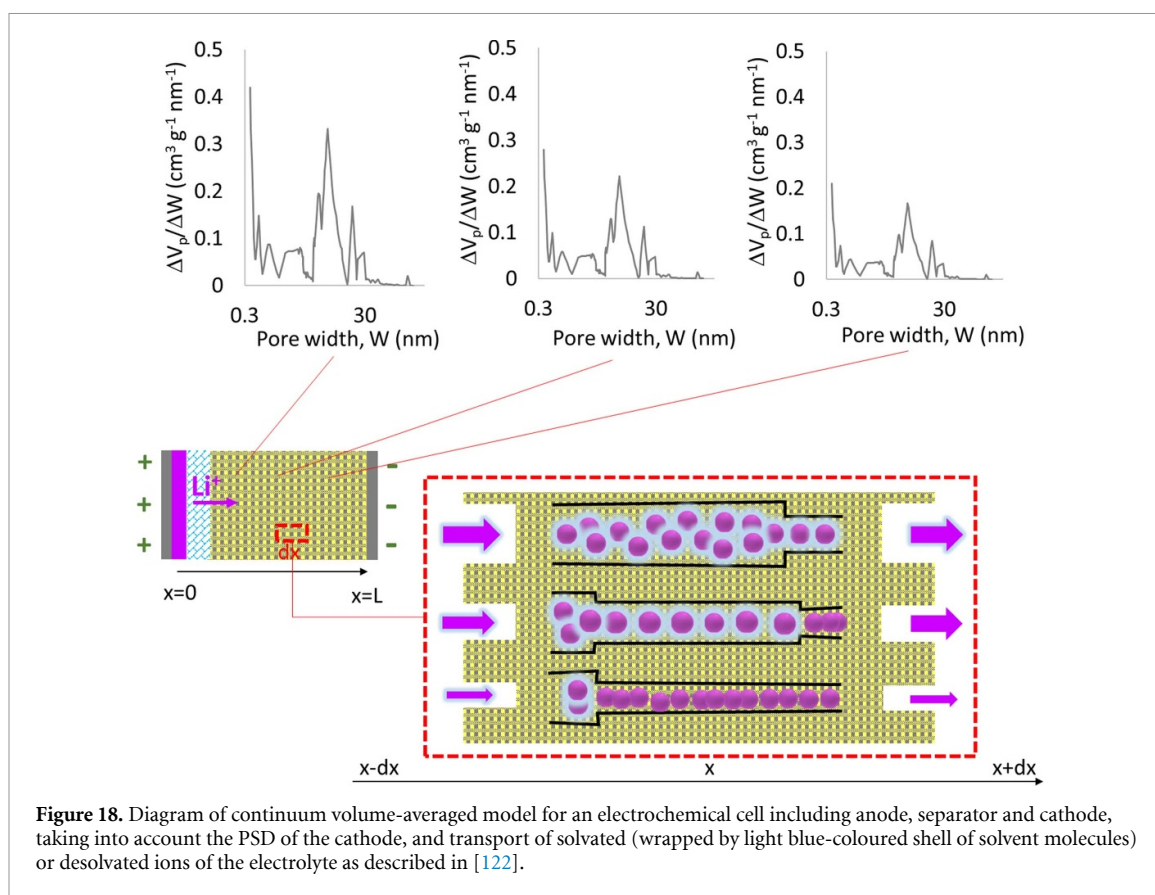 0.5
0.4
0.3
0.2
0.1
0
ΔVp/ΔW (cm³ g⁻¹ nm⁻¹)
0.3
30
Pore width, W (nm)
0.5
0.4
0.3
0.2
0.1
0
ΔVp/ΔW (cm³ g⁻¹ nm⁻¹)
0.3
30
Pore width, W (nm)
0.5
0.4
0.3
0.2
0.1
0
ΔVp/ΔW (cm³ g⁻¹ nm⁻¹)
0.3
30
Pore width, W (nm)
+
+
+
Li⁺
-
-
-
dx
x=0
x=L
x-dx
x
x+dx
Figure 18. Diagram of continuum volume-averaged model for an electrochemical cell including anode, separator and cathode,
taking into account the PSD of the cathode, and transport of solvated (wrapped by light blue-coloured shell of solvent molecules)
or desolvated ions of the electrolyte as described in [122].